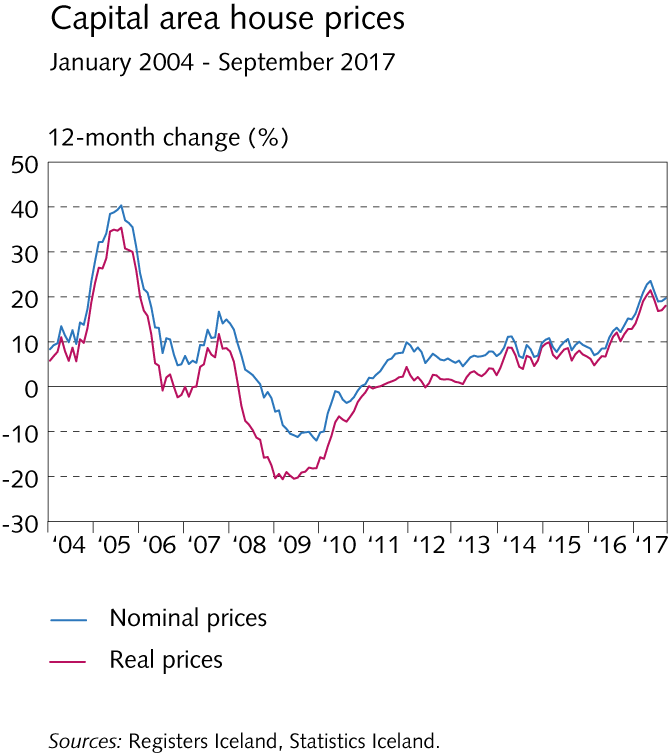 Capital area house prices
January 2004 - September 2017
12-month change (%)
50
40
30
20
10
0
-10
-20
-30
‘04 ‘05 ‘06 ‘07 ‘08 ‘09 ‘10 ‘11 ‘12 ‘13 ‘14 ‘15 ‘16 ‘17
Nominal prices
Real prices
Sources: Registers Iceland, Statistics Iceland.